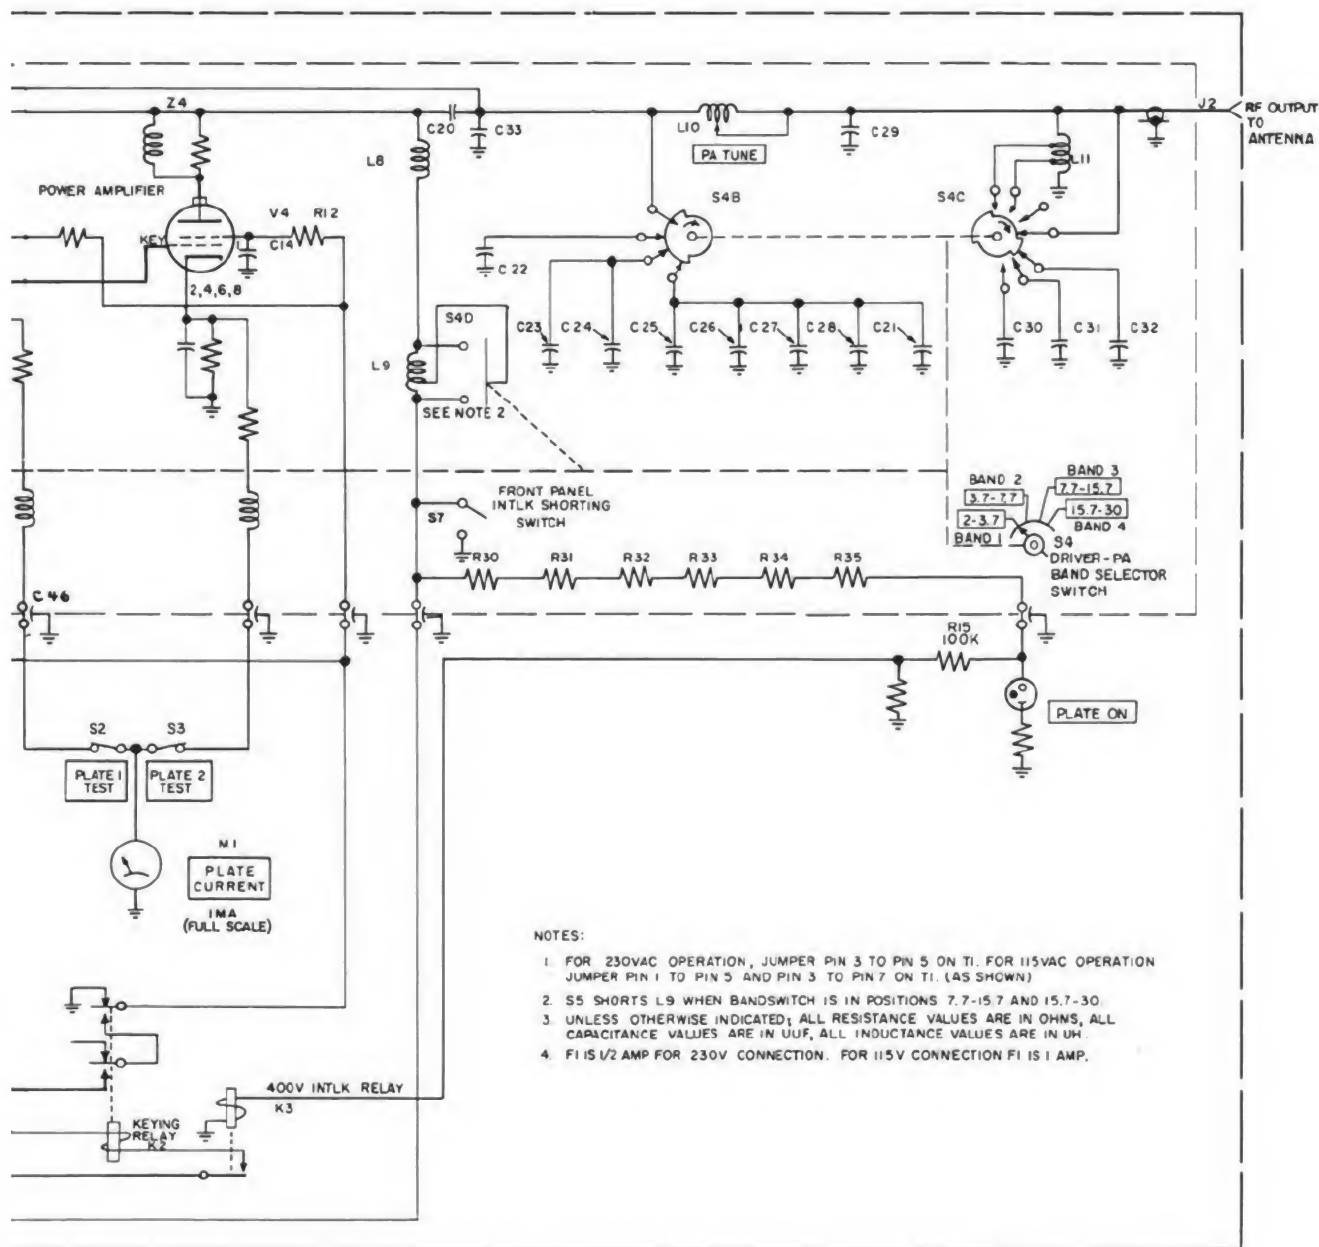 Z4
C20
C33
L10
PA TUNE
C29
J2
RF OUTPUT
TO
ANTENNA
L8
L11
POWER AMPLIFIER
V4
R12
KEY
C14
2,4,6,8
S4B
S4C
C22
S4D
C23
C24
C25
C26
C27
C28
C21
C30
C31
C32
L9
SEE NOTE 2
FRONT PANEL
INTLK SHORTING
SWITCH
S7
BAND 2
3.7-7.7
BAND 3
7.7-15.7
2-3.7
BAND 1
15.7-30
BAND 4
S4
DRIVER-PA
BAND SELECTOR
SWITCH
R30
R31
R32
R33
R34
R35
C46
R15
100K
PLATE ON
S2
S3
PLATE 1
TEST
PLATE 2
TEST
M1
PLATE
CURRENT
1MA
(FULL SCALE)
NOTES:
1. FOR 230VAC OPERATION, JUMPER PIN 3 TO PIN 5 ON T1. FOR 115VAC OPERATION
JUMPER PIN 1 TO PIN 5 AND PIN 3 TO PIN 7 ON T1. (AS SHOWN)
2. S5 SHORTS L9 WHEN BANDSWITCH IS IN POSITIONS 7.7-15.7 AND 15.7-30.
3. UNLESS OTHERWISE INDICATED; ALL RESISTANCE VALUES ARE IN OHMS, ALL
CAPACITANCE VALUES ARE IN UUF, ALL INDUCTANCE VALUES ARE IN UH.
4. F1 IS 1/2 AMP FOR 230V CONNECTION. FOR 115V CONNECTION F1 IS 1 AMP.
400V INTLK RELAY
K3
KEYING
RELAY
K2